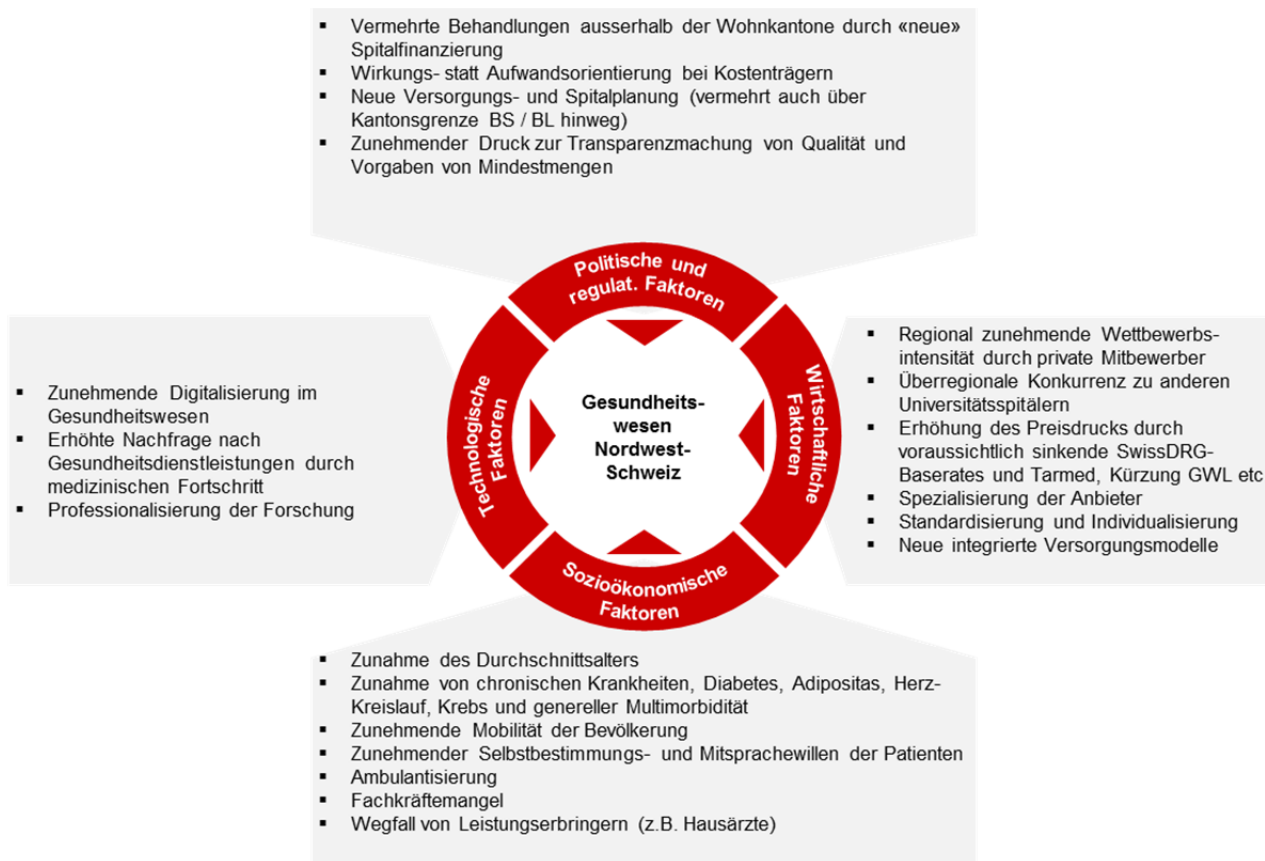 ▪ Vermehrte Behandlungen ausserhalb der Wohnkantone durch «neue»
Spitalfinanzierung
▪ Wirkungs- statt Aufwandsorientierung bei Kostenträgern
▪ Neue Versorgungs- und Spitalplanung (vermehrt auch über
Kantonsgrenze BS / BL hinweg)
▪ Zunehmender Druck zur Transparenzmachung von Qualität und
Vorgaben von Mindestmengen
Politische und
regulat. Faktoren
▪ Zunehmende Digitalisierung im
Gesundheitswesen
▪ Erhöhte Nachfrage nach
Gesundheitsdienstleistungen durch
medizinischen Fortschritt
▪ Professionalisierung der Forschung
Technologische
Faktoren
Gesundheits-
wesen
Nordwest-
Schweiz
Wirtschaftliche
Faktoren
▪ Regional zunehmende Wettbewerbs-
intensität durch private Mitbewerber
▪ Überregionale Konkurrenz zu anderen
Universitätsspitälern
▪ Erhöhung des Preisdrucks durch
voraussichtlich sinkende SwissDRG-
Baserates und Tarmed, Kürzung GWL etc
▪ Spezialisierung der Anbieter
▪ Standardisierung und Individualisierung
▪ Neue integrierte Versorgungsmodelle
Sozioökonomische
Faktoren
▪ Zunahme des Durchschnittsalters
▪ Zunahme von chronischen Krankheiten, Diabetes, Adipositas, Herz-
Kreislauf, Krebs und genereller Multimorbidität
▪ Zunehmende Mobilität der Bevölkerung
▪ Zunehmender Selbstbestimmungs- und Mitsprachewillen der Patienten
▪ Ambulantisierung
▪ Fachkräftemangel
▪ Wegfall von Leistungserbringern (z.B. Hausärzte)